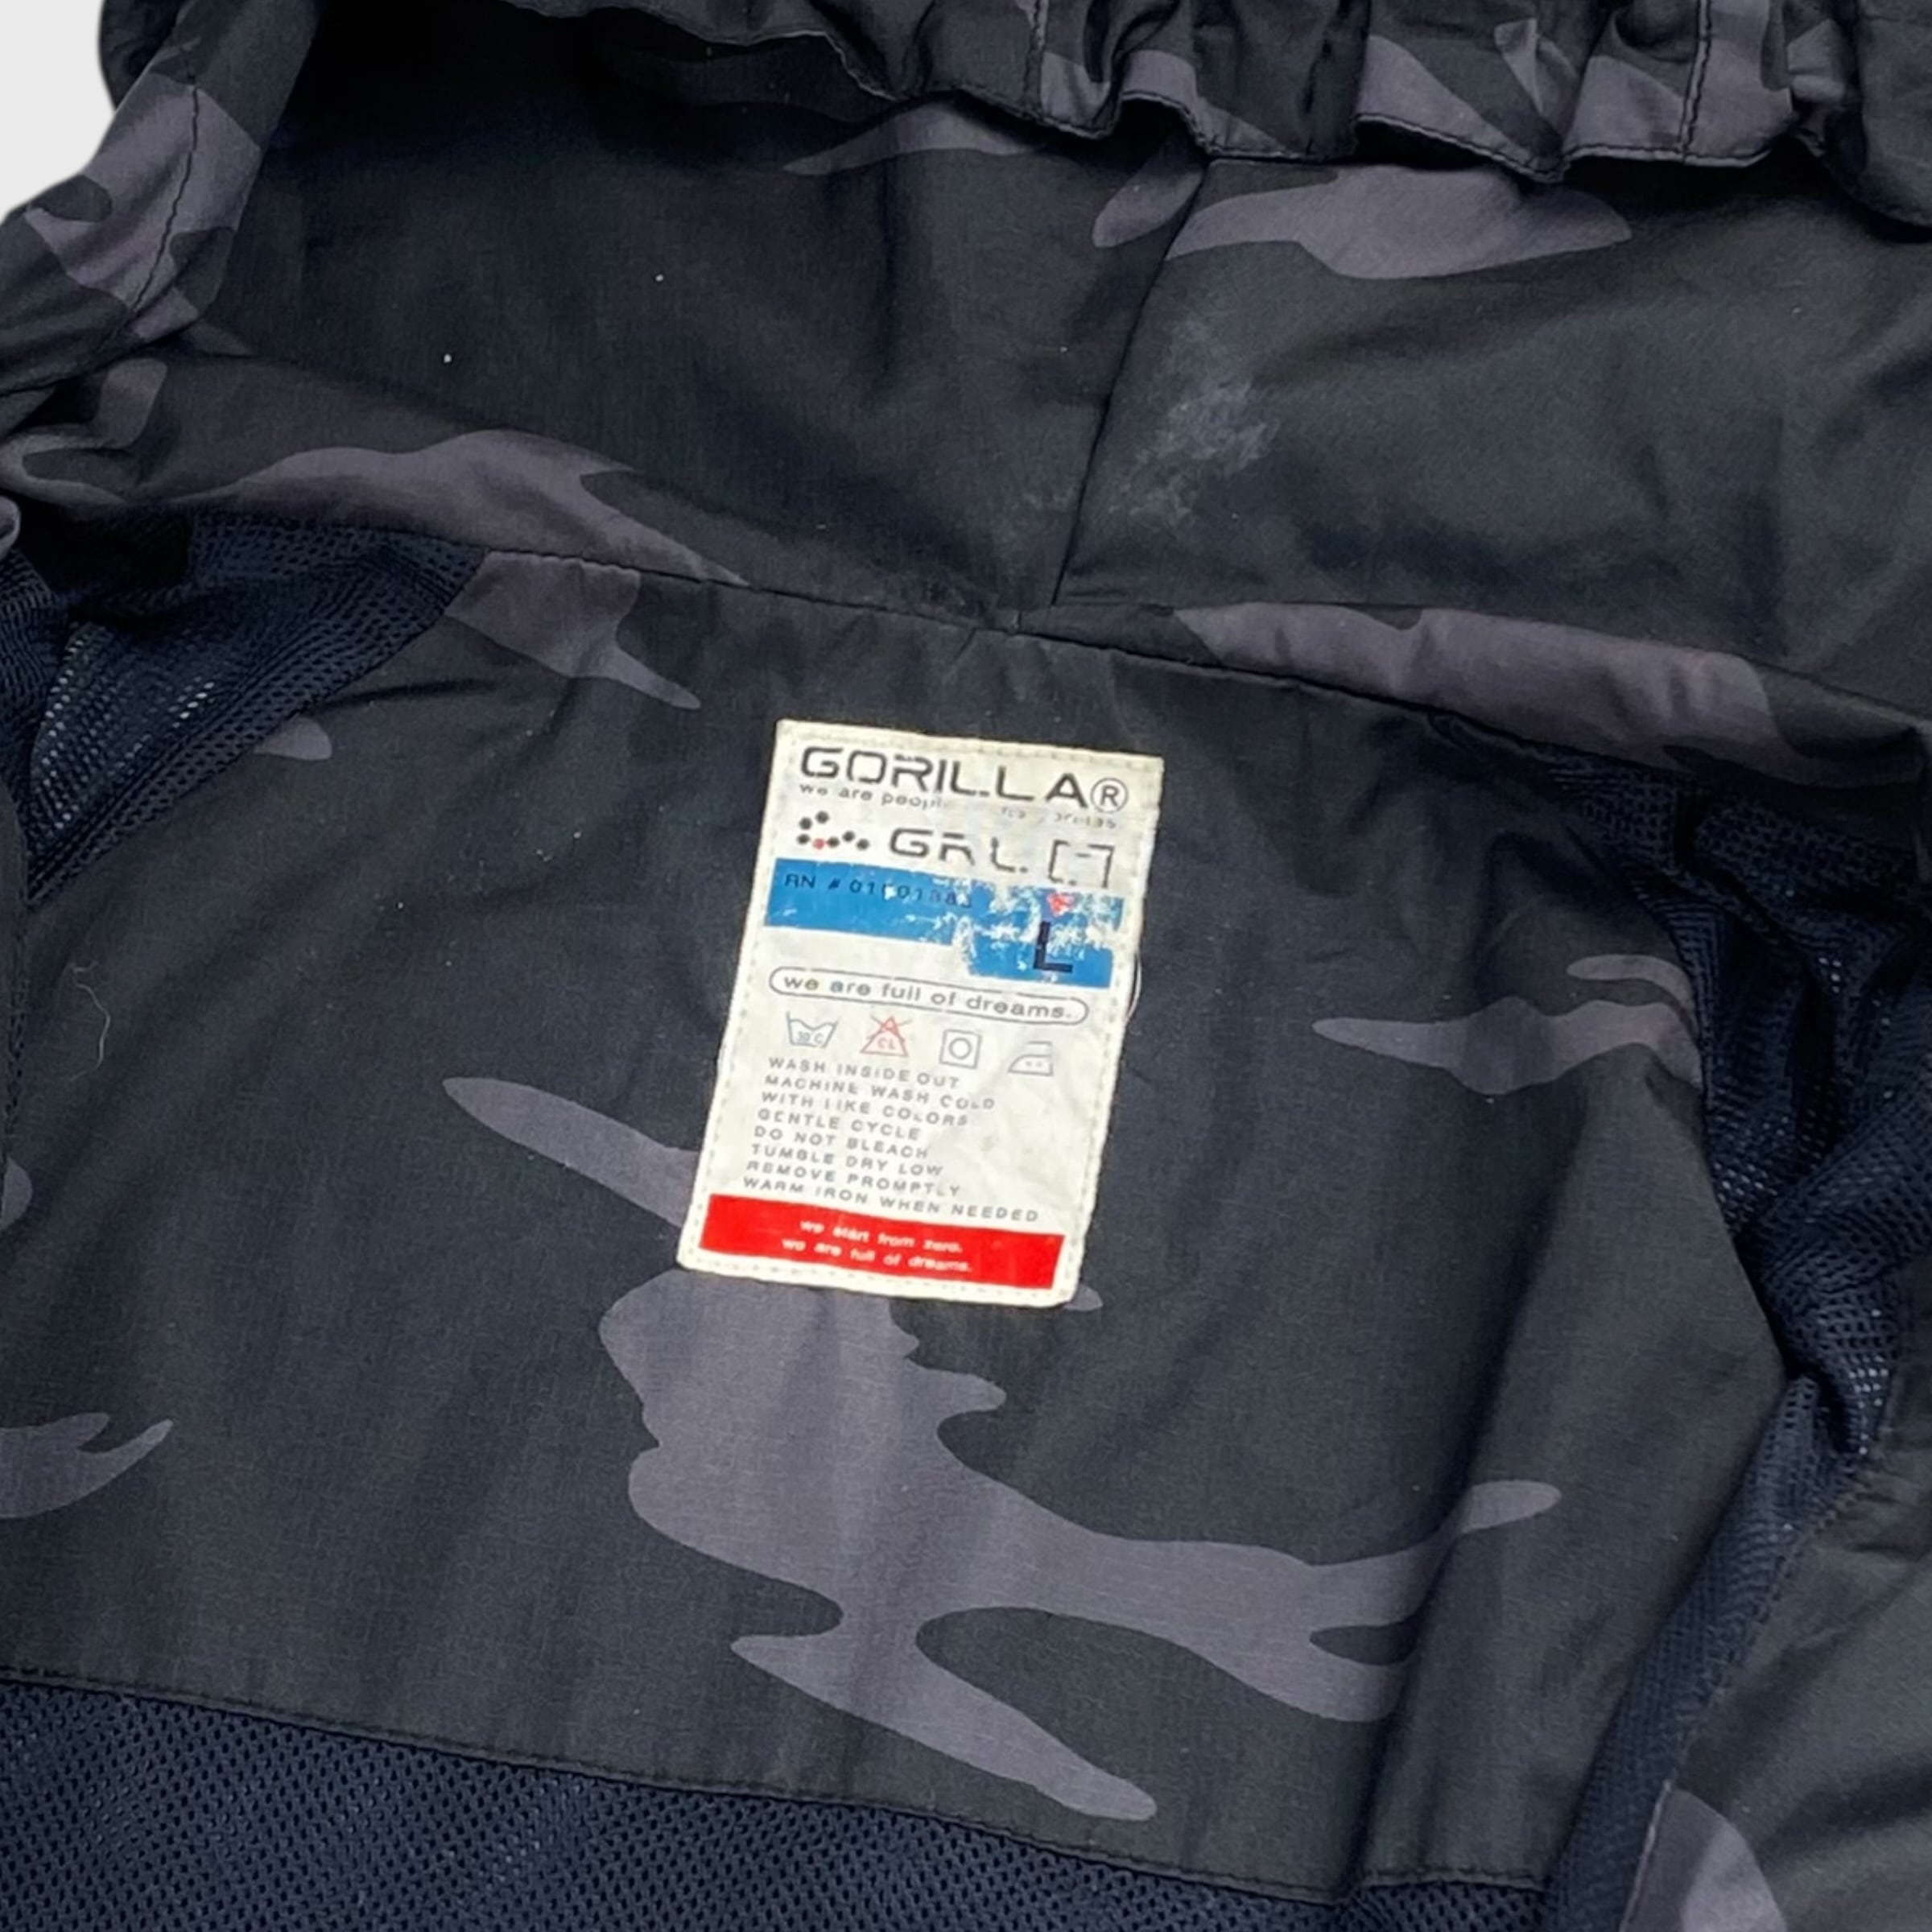 GORILLA®
we are
GRL
RN #
L
we are full of dreams.
30C
CL
WASH INSIDE OUT
MACHINE WASH COLD
WITH LIKE COLORS
GENTLE CYCLE
DO NOT BLEACH
TUMBLE DRY LOW
REMOVE PROMPTLY
WARM IRON WHEN NEEDED
we start from zero.
we are full of dreams.